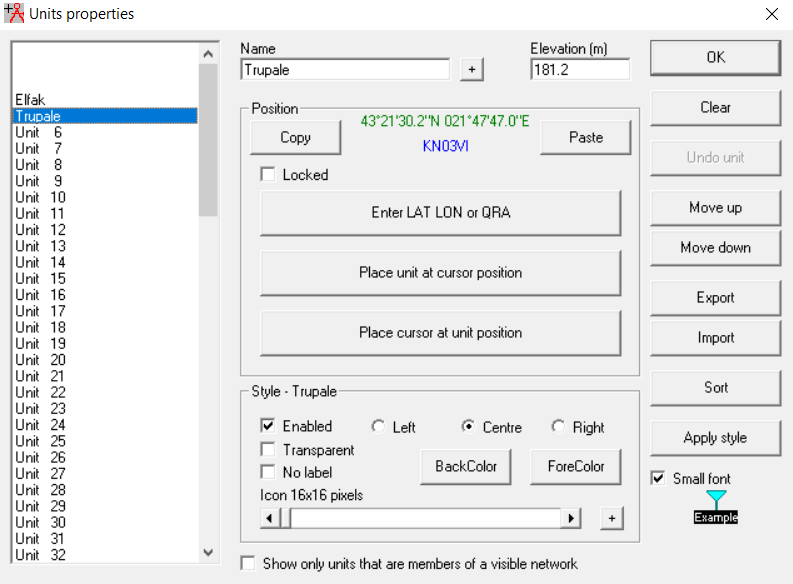 Units properties
Elfak
Trupale
Unit 6
Unit 7
Unit 8
Unit 9
Unit 10
Unit 11
Unit 12
Unit 13
Unit 14
Unit 15
Unit 16
Unit 17
Unit 18
Unit 19
Unit 20
Unit 21
Unit 22
Unit 23
Unit 24
Unit 25
Unit 26
Unit 27
Unit 28
Unit 29
Unit 30
Unit 31
Unit 32
Name
Elevation (m)
Trupale
+
181.2
Position
Copy
43°21'30.2"N 021°47'47.0"E
KN03VI
Paste
Locked
Enter LAT LON or QRA
Place unit at cursor position
Place cursor at unit position
Style - Trupale
Enabled
Left
Centre
Right
Transparent
No label
BackColor
ForeColor
Icon 16x16 pixels
+
Show only units that are members of a visible network
OK
Clear
Undo unit
Move up
Move down
Export
Import
Sort
Apply style
Small font
Example